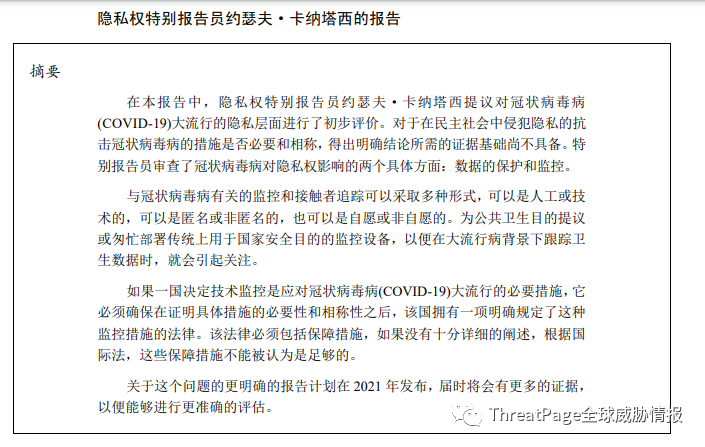 隐私权特别报告员约瑟夫·卡纳塔西的报告
摘要
在本报告中，隐私权特别报告员约瑟夫·卡纳塔西提议对冠状病毒病
(COVID-19)大流行的隐私层面进行了初步评价。对于在民主社会中侵犯隐私的抗
击冠状病毒病的措施是否必要和相称，得出明确结论所需的证据基础尚不具备。特
别报告员审查了冠状病毒病对隐私权影响的两个具体方面：数据的保护和监控。
与冠状病毒病有关的监控和接触者追踪可以采取多种形式，可以是人工或技
术的，可以是匿名或非匿名的，也可以是自愿或非自愿的。为公共卫生目的提议
或匆忙部署传统上用于国家安全目的的监控设备，以便在大流行病背景下跟踪卫
生数据时，就会引起关注。
如果一国决定技术监控是应对冠状病毒病(COVID-19)大流行的必要措施，它
必须确保在证明具体措施的必要性和相称性之后，该国拥有一项明确规定了这种
监控措施的法律。该法律必须包括保障措施，如果没有十分详细的阐述，根据国
际法，这些保障措施不能被认为是足够的。
关于这个问题的更明确的报告计划在 2021 年发布，届时将会有更多的证据，
以便能够进行更准确的评估。
ThreatPage全球威胁情报